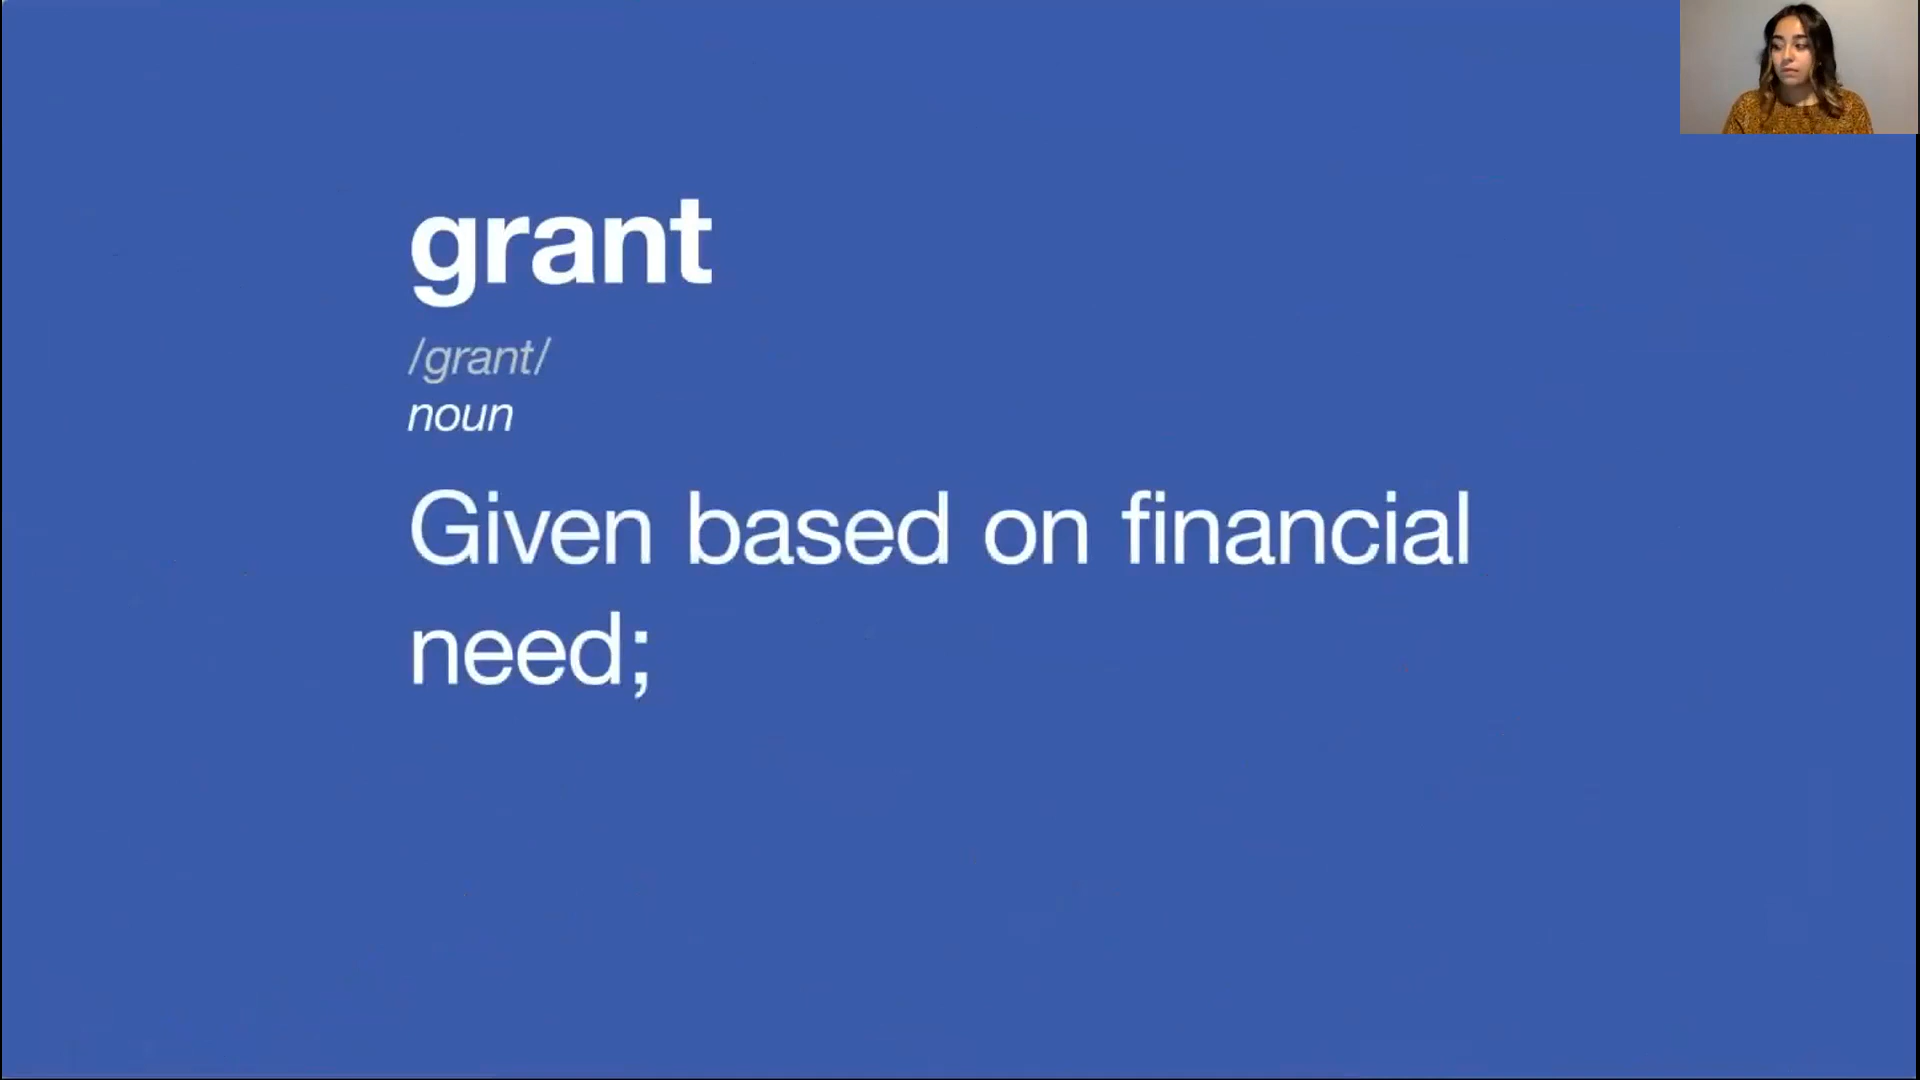 grant
/grant/
noun
Given based on financial
need;